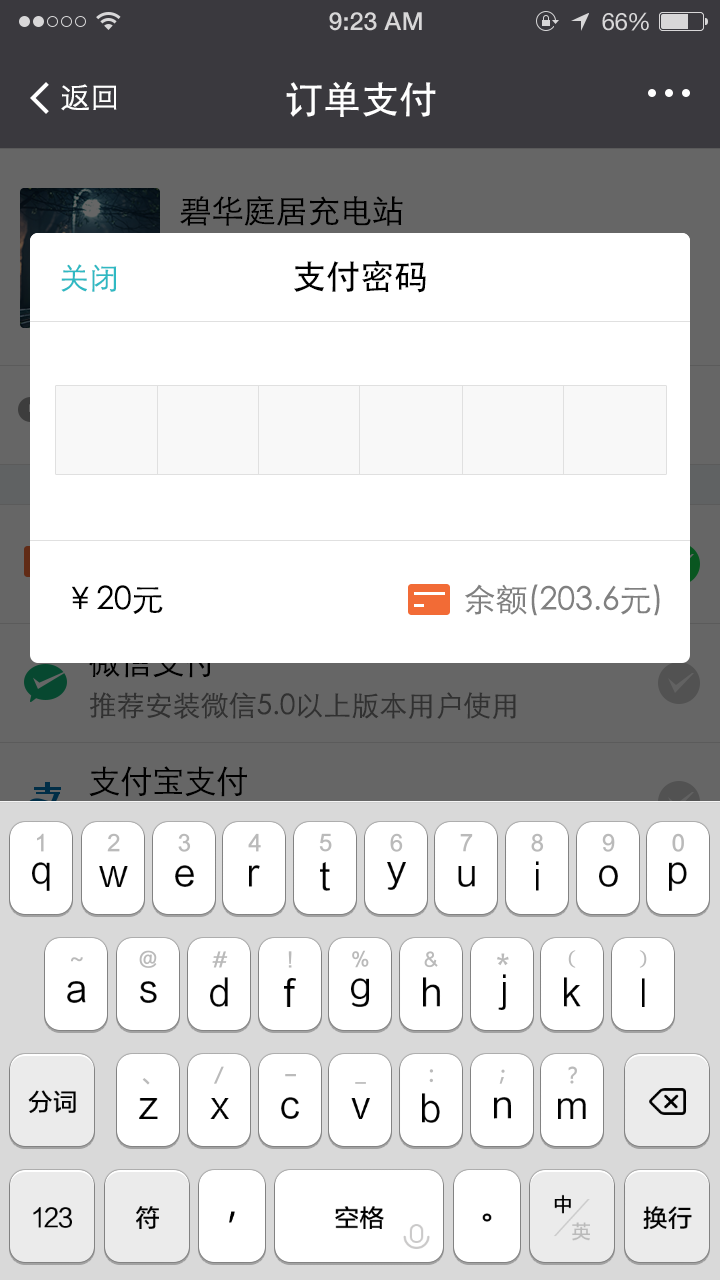 9:23 AM 66%
返回 订单支付
碧华庭居充电站
关闭 支付密码
¥20元 余额(203.6元)
微信支付
推荐安装微信5.0以上版本用户使用
支付宝支付
1 2 3 4 5 6 7 8 9 0
q w e r t y u i o p
~ @ # ! % & * ( )
a s d f g h j k l
、 / - _ : ; ?
分词 z x c v b n m
123 符 , 空格 。 中/英 换行